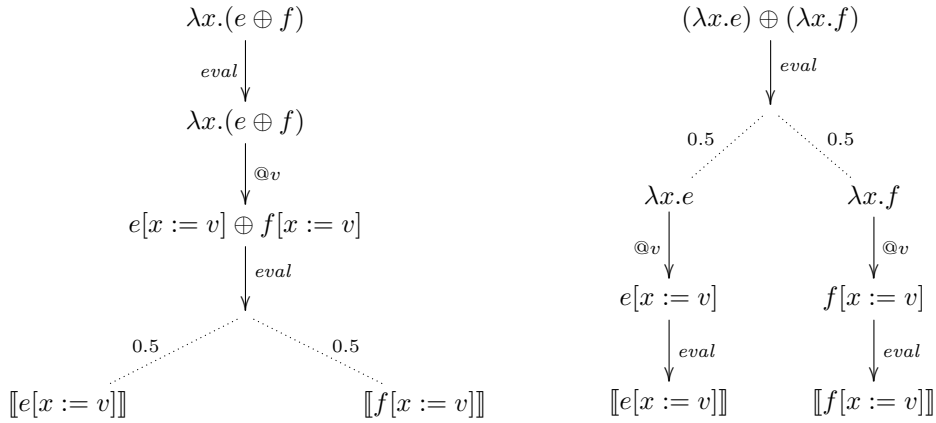 λx.(e ⊕ f) (λx.e) ⊕ (λx.f)
eval eval
λx.(e ⊕ f)
0.5 0.5
@v
λx.e λx.f
e[x := v] ⊕ f[x := v]
@v @v
eval
e[x := v] f[x := v]
0.5 0.5
eval eval
⟦e[x := v]⟧ ⟦f[x := v]⟧ ⟦e[x := v]⟧ ⟦f[x := v]⟧